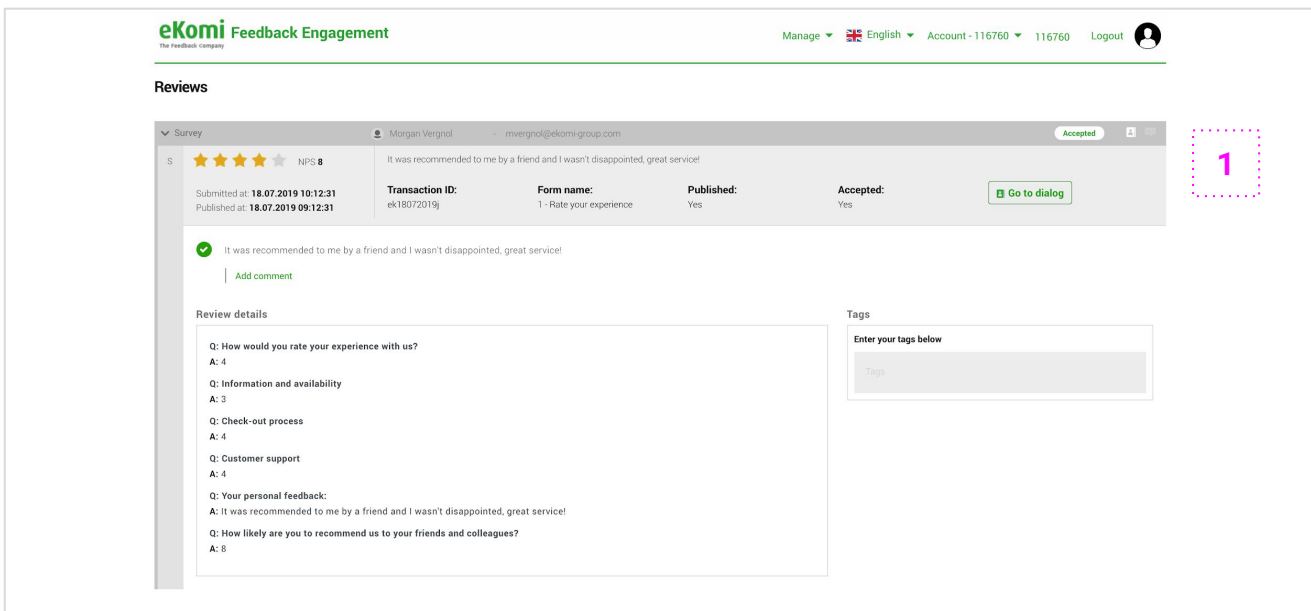 eKomi Feedback Engagement
The Feedback Company
Manage English Account - 116760 116760 Logout
Reviews
Survey Morgan Vergnol - mvergnol@ekomi-group.com Accepted
S NPS 8 It was recommended to me by a friend and I wasn't disappointed, great service!
Transaction ID: Form name: Published: Accepted:
Submitted at: 18.07.2019 10:12:31 ek18072019j 1 - Rate your experience Yes Yes Go to dialog
Published at: 18.07.2019 09:12:31
1
It was recommended to me by a friend and I wasn't disappointed, great service!
Add comment
Review details
Q: How would you rate your experience with us?
A: 4
Q: Information and availability
A: 3
Q: Check-out process
A: 4
Q: Customer support
A: 4
Q: Your personal feedback:
A: It was recommended to me by a friend and I wasn't disappointed, great service!
Q: How likely are you to recommend us to your friends and colleagues?
A: 8
Tags
Enter your tags below
Tags